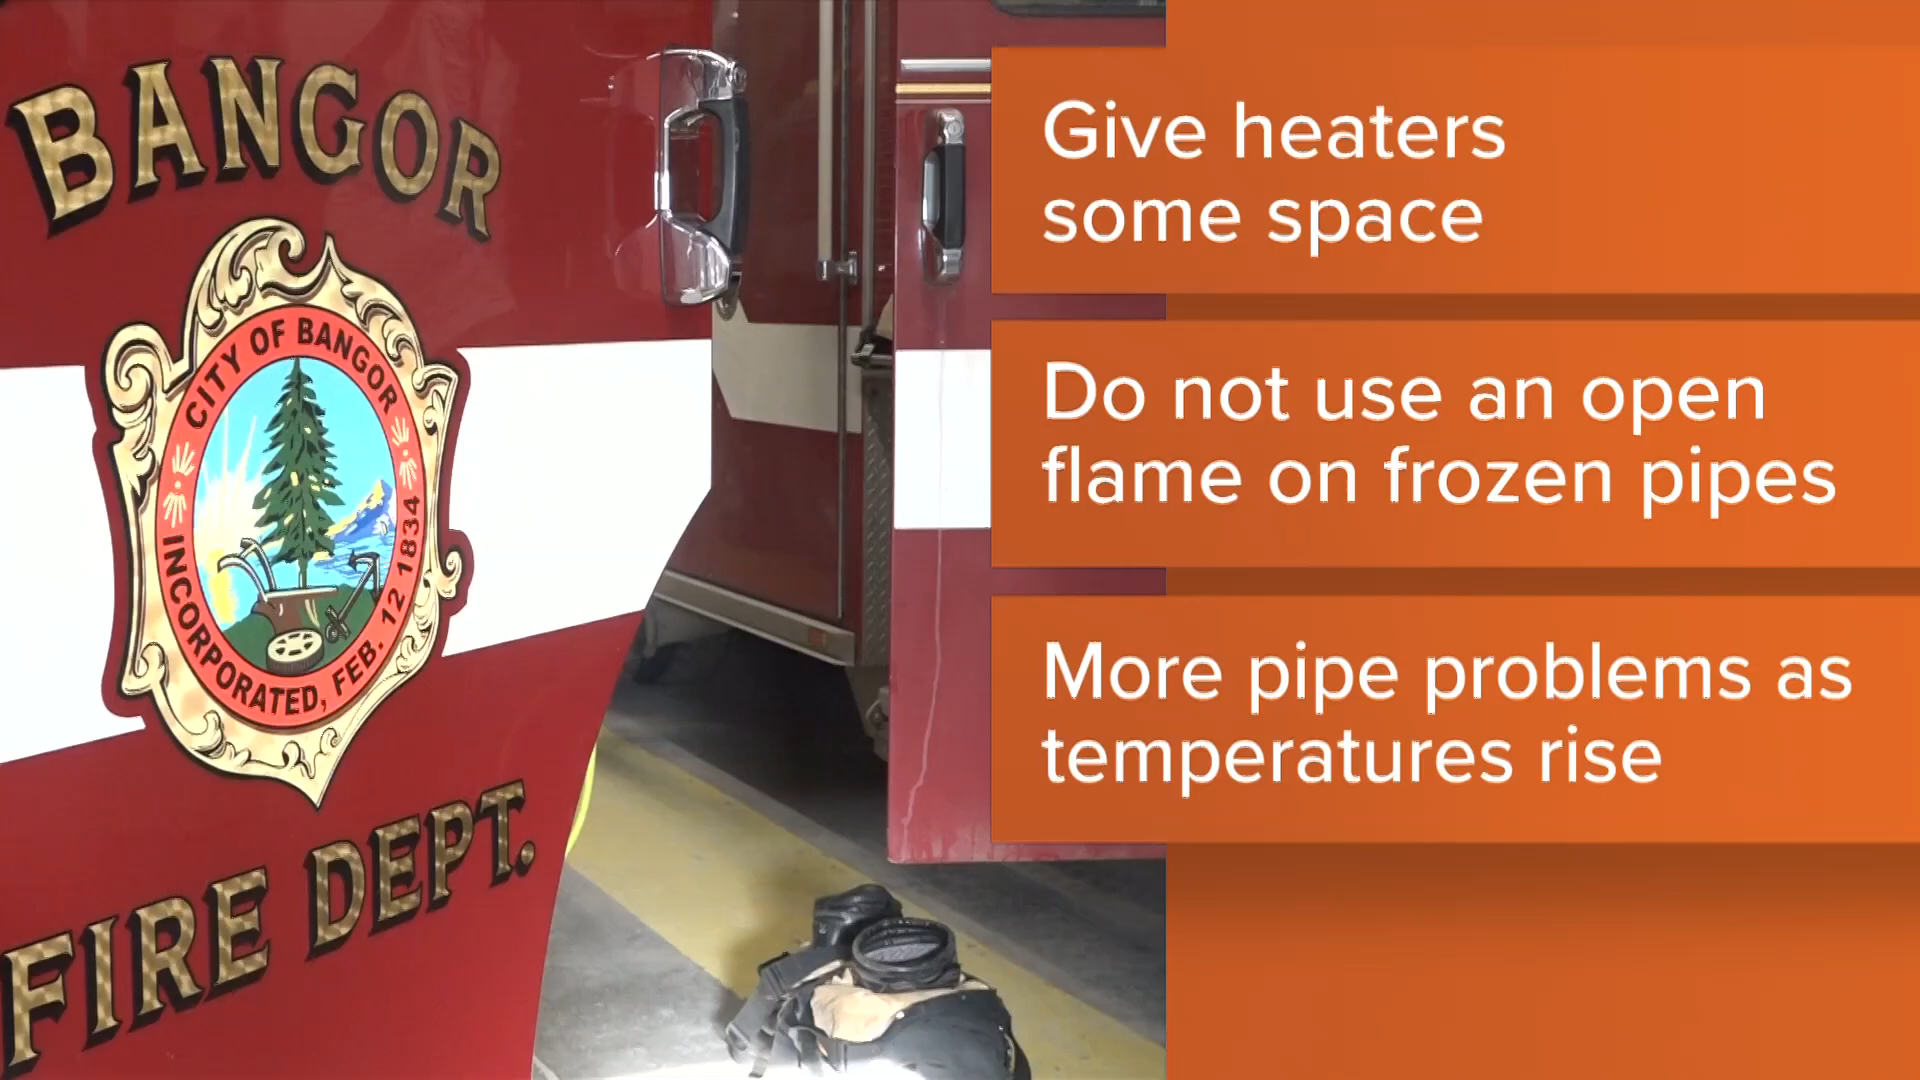 BANGOR
CITY OF BANGOR
INCORPORATED, FEB. 12 1834
FIRE DEPT.
Give heaters
some space
Do not use an open
flame on frozen pipes
More pipe problems as
temperatures rise